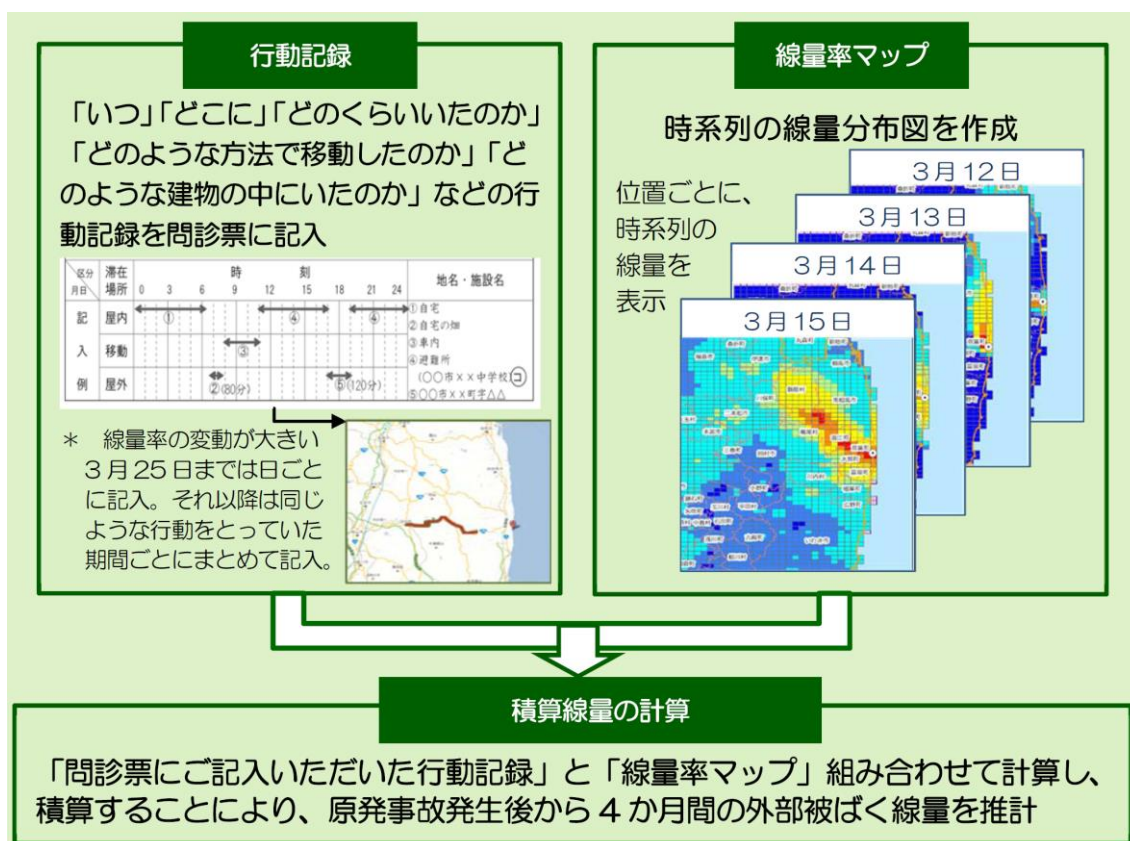 行動記録
「いつ」「どこに」「どのくらいいたのか」
「どのような方法で移動したのか」「ど
のような建物の中にいたのか」などの行
動記録を問診票に記入
区分 滞在 時 刻 地名・施設名
月日 場所 0 3 6 9 12 15 18 21 24
記 屋内 ① ④ ④
入 移動 ③
例 屋外 ②(80分) ⑤(120分)
①自宅
②自宅の畑
③車内
④避難所
(〇〇市××中学校)コ
⑤〇〇市××町字△△
* 線量率の変動が大きい
3月25日までは日ごと
に記入。それ以降は同じ
ような行動をとっていた
期間ごとにまとめて記入。
線量率マップ
時系列の線量分布図を作成
位置ごとに、
時系列の
線量を
表示
3月12日
3月13日
3月14日
3月15日
積算線量の計算
「問診票にご記入いただいた行動記録」と「線量率マップ」組み合わせて計算し、
積算することにより、原発事故発生後から4か月間の外部被ばく線量を推計